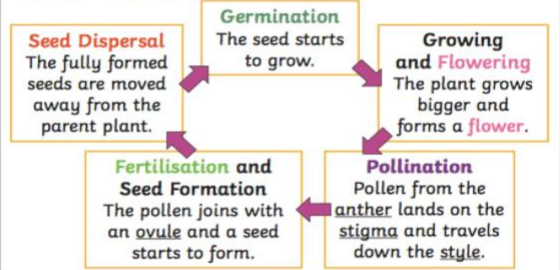 Germination
The seed starts
to grow.
Growing
and Flowering
The plant grows
bigger and
forms a flower.
Pollination
Pollen from the
anther lands on the
stigma and travels
down the style.
Fertilisation and
Seed Formation
The pollen joins with
an ovule and a seed
starts to form.
Seed Dispersal
The fully formed
seeds are moved
away from the
parent plant.